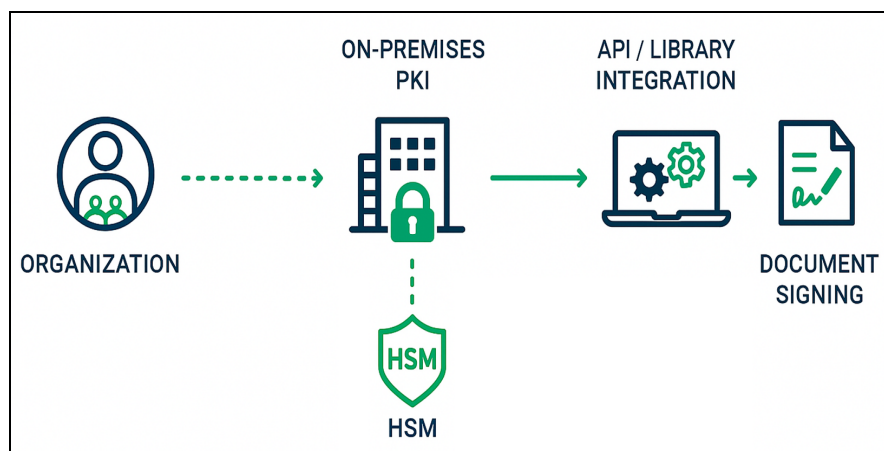 ON-PREMISES
PKI
API / LIBRARY
INTEGRATION
ORGANIZATION
DOCUMENT
SIGNING
HSM
HSM